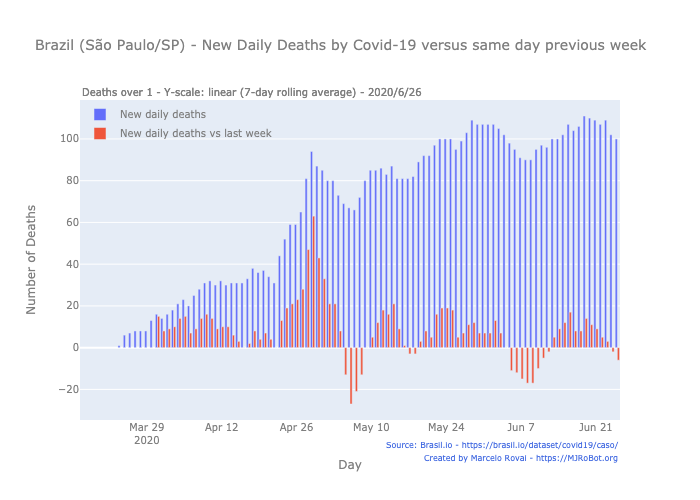 Brazil (São Paulo/SP) - New Daily Deaths by Covid-19 versus same day previous week
Deaths over 1 - Y-scale: linear (7-day rolling average) - 2020/6/26
New daily deaths
New daily deaths vs last week
100
80
60
40
20
0
−20
Number of Deaths
Mar 29 Apr 12 Apr 26 May 10 May 24 Jun 7 Jun 21
2020
Day
Source: Brasil.io - https://brasil.io/dataset/covid19/caso/
Created by Marcelo Rovai - https://MJRoBot.org